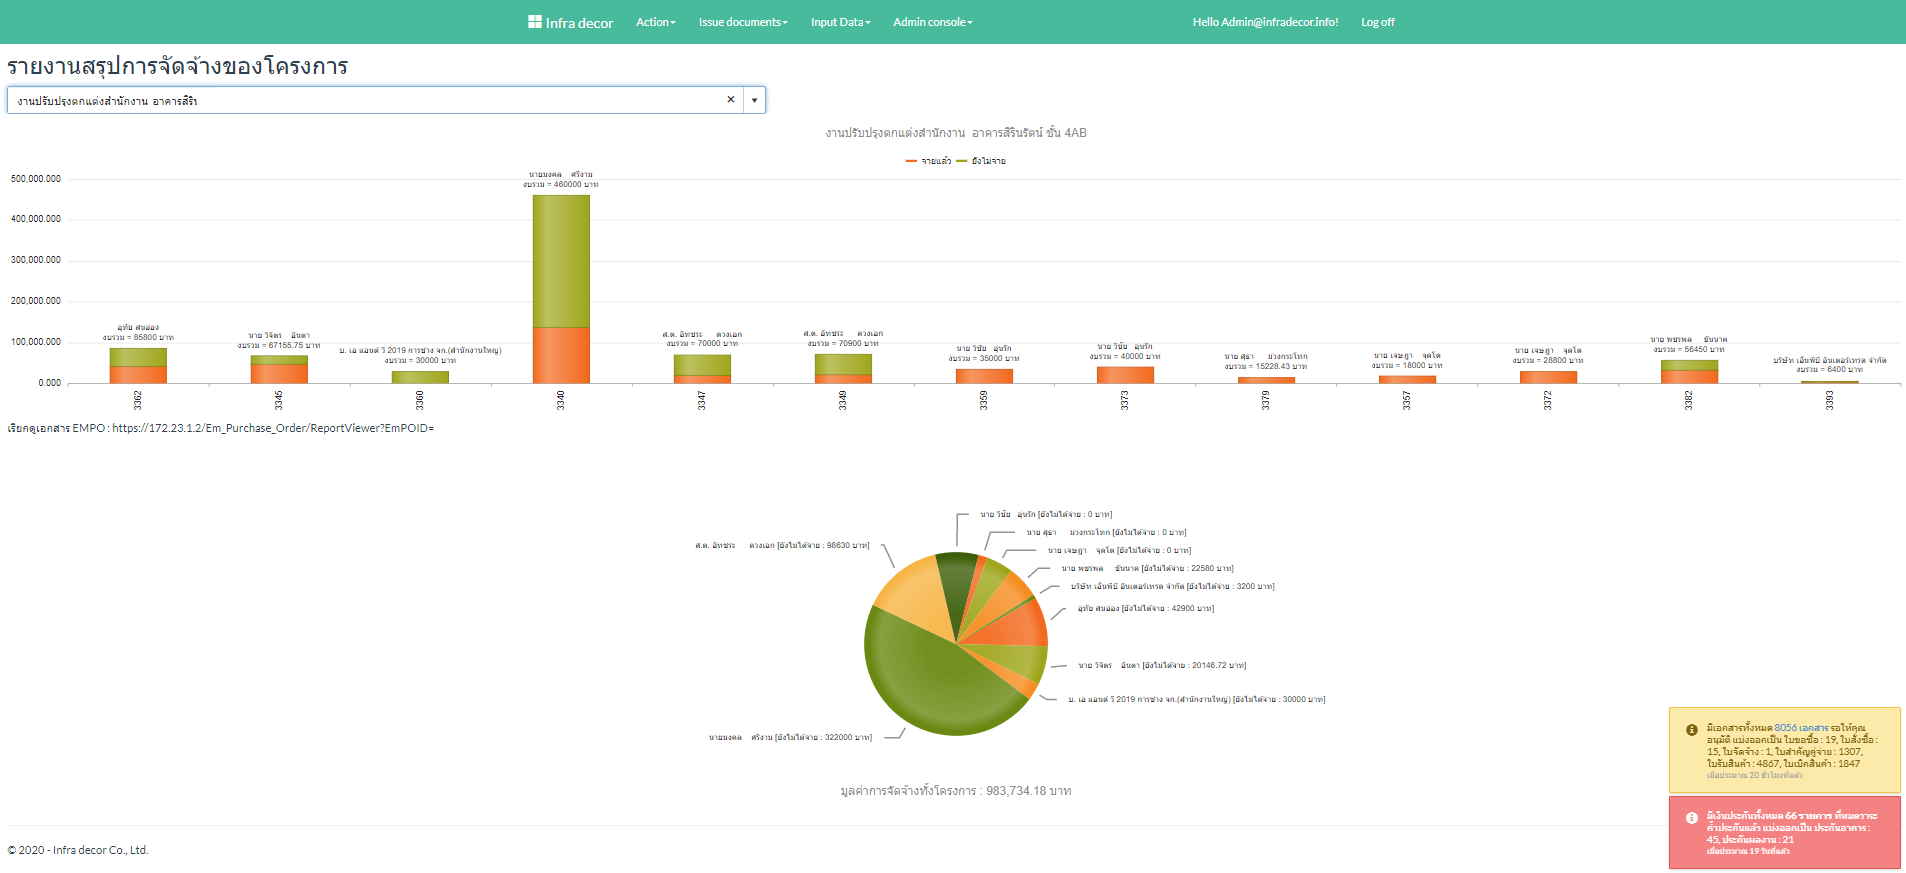 Infra decor
Action
Issue documents
Input Data
Admin console
Hello Admin@infradecor.info!
Log off
รายงานสรุปการจัดจ้างของโครงการ
งานปรับปรุงตกแต่งสำนักงาน อาคารสิริน
งานปรับปรุงตกแต่งสำนักงาน อาคารสิรินรัตน์ ชั้น 4AB
จ่ายแล้ว ยังไม่จ่าย
500,000.000
400,000.000
300,000.000
200,000.000
100,000.000
0.000
อุทัย สนออง
งบรวม = 85800 บาท
นาย วิจิตร อินตา
งบรวม = 67155.75 บาท
บ. เอ แอนด์ วี 2019 การช่าง จก.(สำนักงานใหญ่)
งบรวม = 30000 บาท
นายมงคล ศรีงาม
งบรวม = 460000 บาท
ส.ต. อิทธิระ ดวงเอก
งบรวม = 70000 บาท
ส.ต. อิทธิระ ดวงเอก
งบรวม = 70900 บาท
นาย วิชัย อุ่นรัก
งบรวม = 35000 บาท
นาย วิชัย อุ่นรัก
งบรวม = 40000 บาท
นาย สุธา ม่วงกระโทก
งบรวม = 15228.43 บาท
นาย เจษฎา จุดโต
งบรวม = 18000 บาท
นาย เจษฎา จุดโต
งบรวม = 28800 บาท
นาย พชรพล ชินนาค
งบรวม = 56450 บาท
บริษัท เอ็นพีบี อินเตอร์เทรด จำกัด
งบรวม = 6400 บาท
3362
3345
3360
3340
3347
3349
3359
3373
3379
3357
3372
3382
3393
เรียกดูเอกสาร EMPO : https://172.23.1.2/Em_Purchase_Order/ReportViewer?EmPOID=
นาย วิชัย อุ่นรัก [ยังไม่ได้จ่าย : 0 บาท]
นาย สุธา ม่วงกระโทก [ยังไม่ได้จ่าย : 0 บาท]
นาย เจษฎา จุดโต [ยังไม่ได้จ่าย : 0 บาท]
นาย พชรพล ชินนาค [ยังไม่ได้จ่าย : 22580 บาท]
บริษัท เอ็นพีบี อินเตอร์เทรด จำกัด [ยังไม่ได้จ่าย : 3200 บาท]
อุทัย สนออง [ยังไม่ได้จ่าย : 42900 บาท]
นาย วิจิตร อินตา [ยังไม่ได้จ่าย : 20146.72 บาท]
บ. เอ แอนด์ วี 2019 การช่าง จก.(สำนักงานใหญ่) [ยังไม่ได้จ่าย : 30000 บาท]
นายมงคล ศรีงาม [ยังไม่ได้จ่าย : 322000 บาท]
ส.ต. อิทธิระ ดวงเอก [ยังไม่ได้จ่าย : 98630 บาท]
มูลค่าการจัดจ้างทั้งโครงการ : 983,734.18 บาท
มีเอกสารทั้งหมด 8056 เอกสาร รอให้คุณ
อนุมัติ แบ่งออกเป็น ใบขอซื้อ : 19, ใบสั่งซื้อ :
15, ใบจัดจ้าง : 1, ใบสำคัญคู่จ่าย : 1307,
ใบรับสินค้า : 4867, ใบเบิกสินค้า : 1847
เมื่อประมาณ 20 ชั่วโมงที่แล้ว
มีเงินประกันทั้งหมด 66 รายการ ที่หมดวาระ
ค้ำประกันแล้ว แบ่งออกเป็น ประกันอาคาร :
45, ประกันผลงาน : 21
เมื่อประมาณ 19 วันที่แล้ว
© 2020 - Infra decor Co., Ltd.